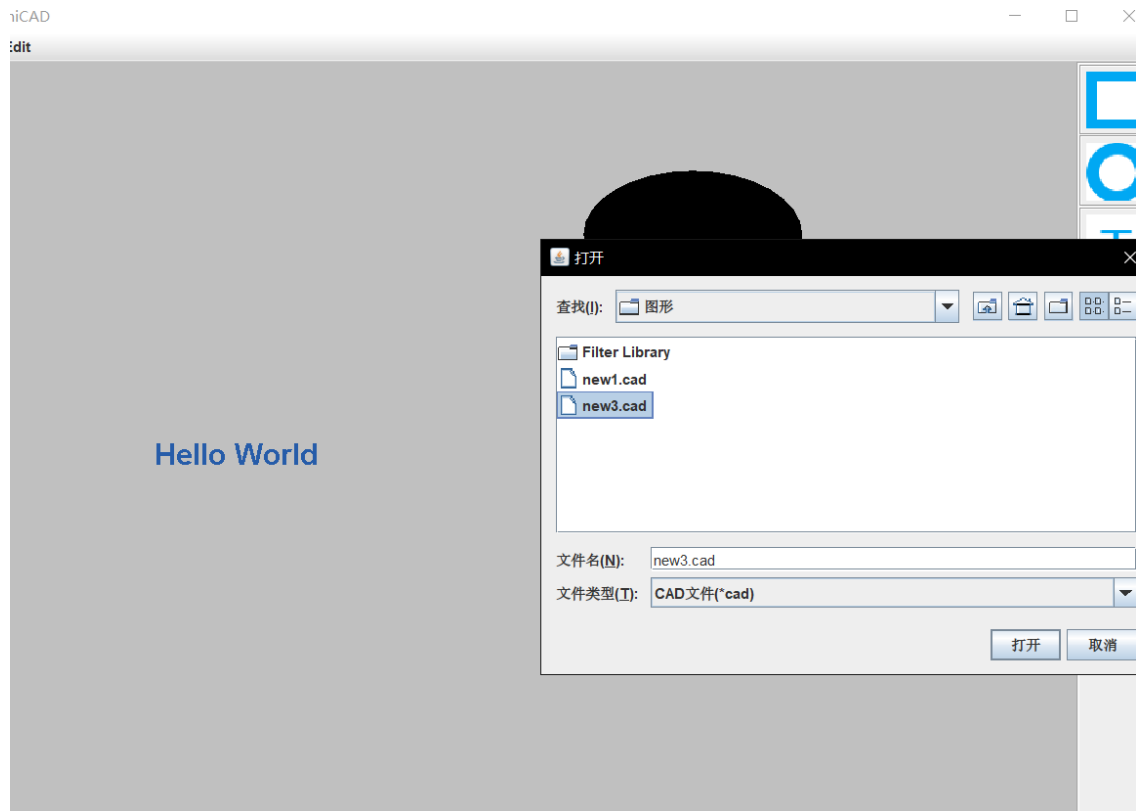 niCAD
Edit
打开
查找(I):
图形
Filter Library
new1.cad
new3.cad
Hello World
文件名(N):
new3.cad
文件类型(T):
CAD文件(*cad)
打开
取消